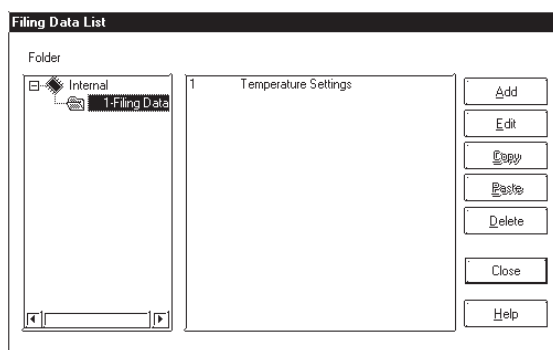 Filing Data List
Folder
Internal
1-Filing Data
1 Temperature Settings
Add
Edit
Copy
Paste
Delete
Close
Help